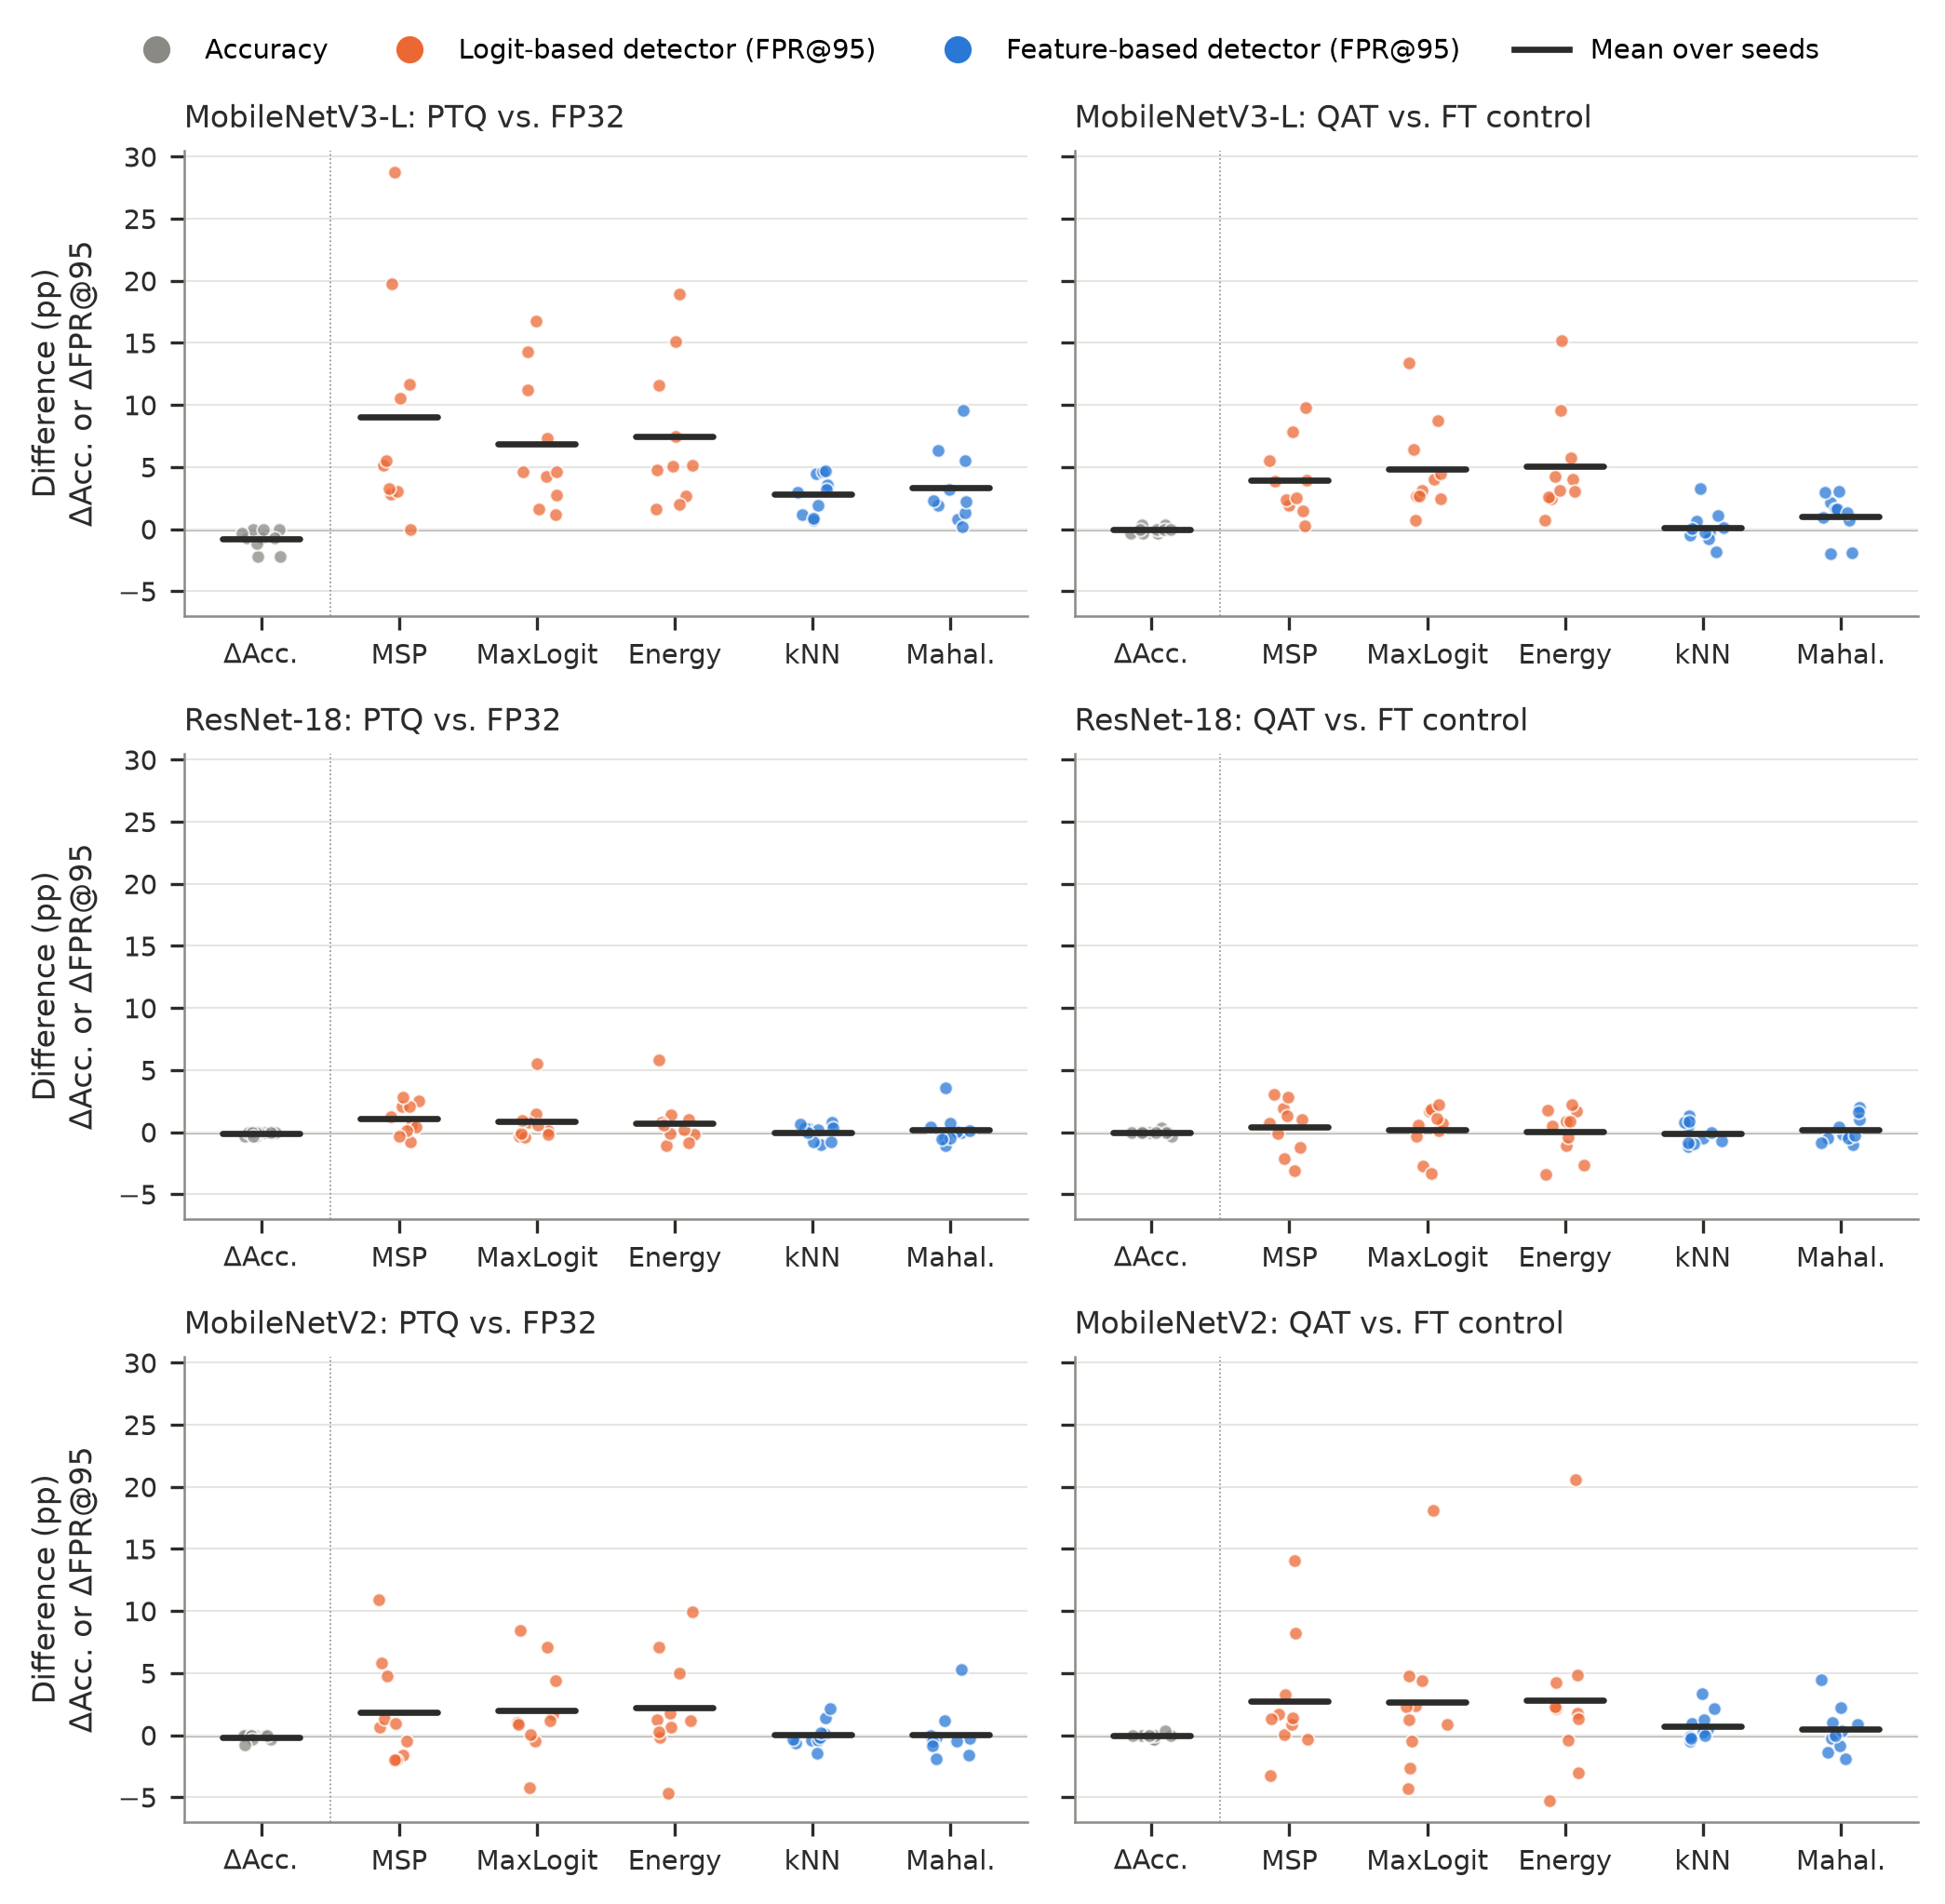 Accuracy Logit-based detector (FPR@95) Feature-based detector (FPR@95) Mean over seeds
MobileNetV3-L: PTQ vs. FP32
Difference (pp)
ΔAcc. or ΔFPR@95
30
25
20
15
10
5
0
−5
ΔAcc. MSP MaxLogit Energy kNN Mahal.
MobileNetV3-L: QAT vs. FT control
ΔAcc. MSP MaxLogit Energy kNN Mahal.
ResNet-18: PTQ vs. FP32
Difference (pp)
ΔAcc. or ΔFPR@95
30
25
20
15
10
5
0
−5
ΔAcc. MSP MaxLogit Energy kNN Mahal.
ResNet-18: QAT vs. FT control
ΔAcc. MSP MaxLogit Energy kNN Mahal.
MobileNetV2: PTQ vs. FP32
Difference (pp)
ΔAcc. or ΔFPR@95
30
25
20
15
10
5
0
−5
ΔAcc. MSP MaxLogit Energy kNN Mahal.
MobileNetV2: QAT vs. FT control
ΔAcc. MSP MaxLogit Energy kNN Mahal.